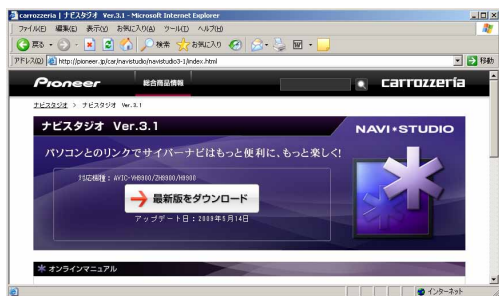 carrozzeria | ナビスタジオ Ver.3.1 - Microsoft Internet Explorer
ファイル(F) 編集(E) 表示(V) お気に入り(A) ツール(T) ヘルプ(H)
戻る 検索 お気に入り
アドレス(D) http://pioneer.jp/car/navistudio/navistudio3-1/index.html 移動
Pioneer 総合商品情報 carrozzeria
ナビスタジオ > ナビスタジオ Ver.3.1
ナビスタジオ Ver.3.1 NAVI*STUDIO
パソコンとのリンクでサイバーナビはもっと便利に、もっと楽しく!
対応機種:AVIC-VH9900/ZH9900/H9900
最新版をダウンロード
アップデート日:2009年5月14日
オンラインマニュアル
インターネット